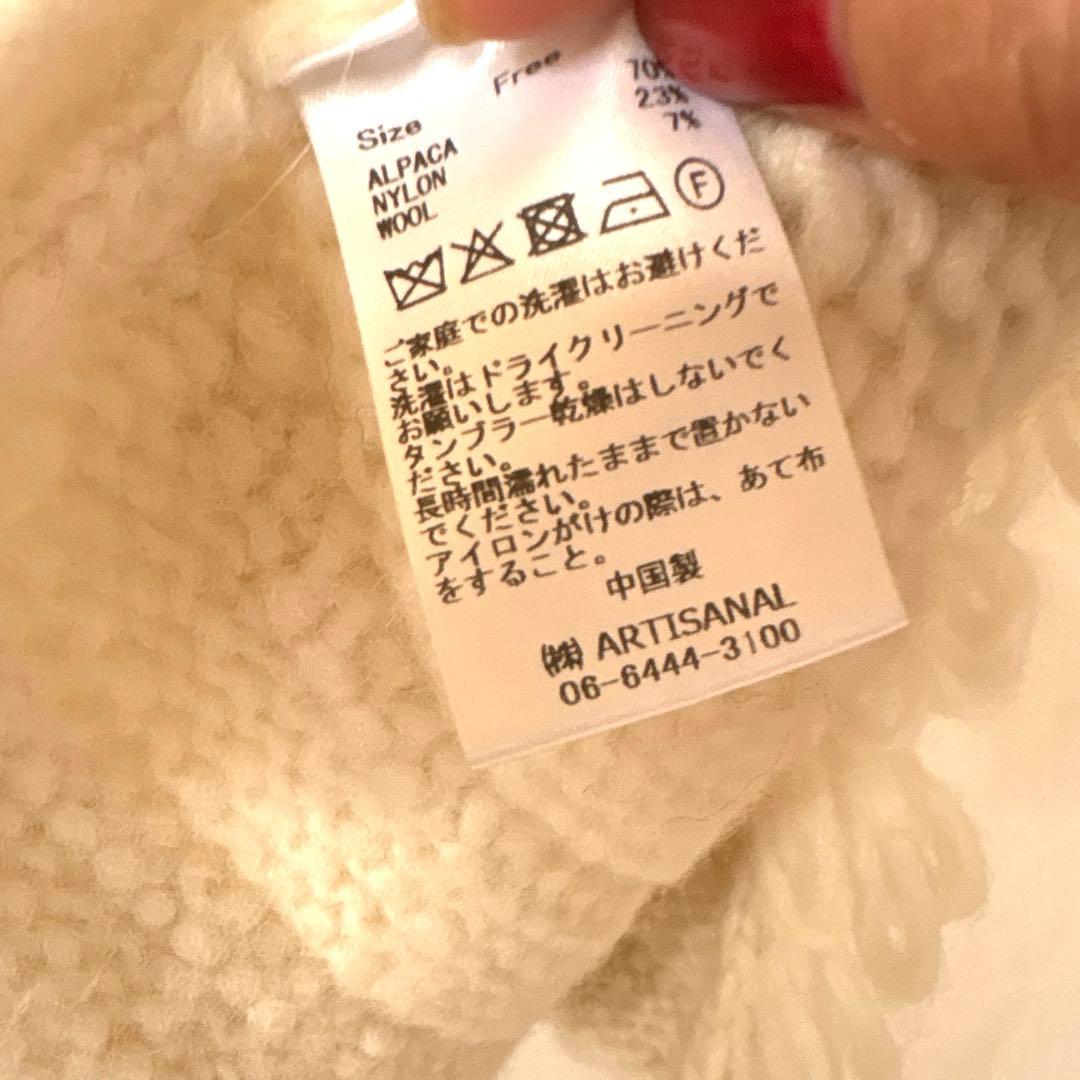 Size Free
ALPACA 70%
NYLON 23%
WOOL 7%
F
ご家庭での洗濯はお避けくだ
さい。
洗濯はドライクリーニングで
お願いします。
タンブラー乾燥はしないでく
ださい。
長時間濡れたままで置かない
でください。
アイロンがけの際は、あて布
をすること。
中国製
㈱ ARTISANAL
06-6444-3100